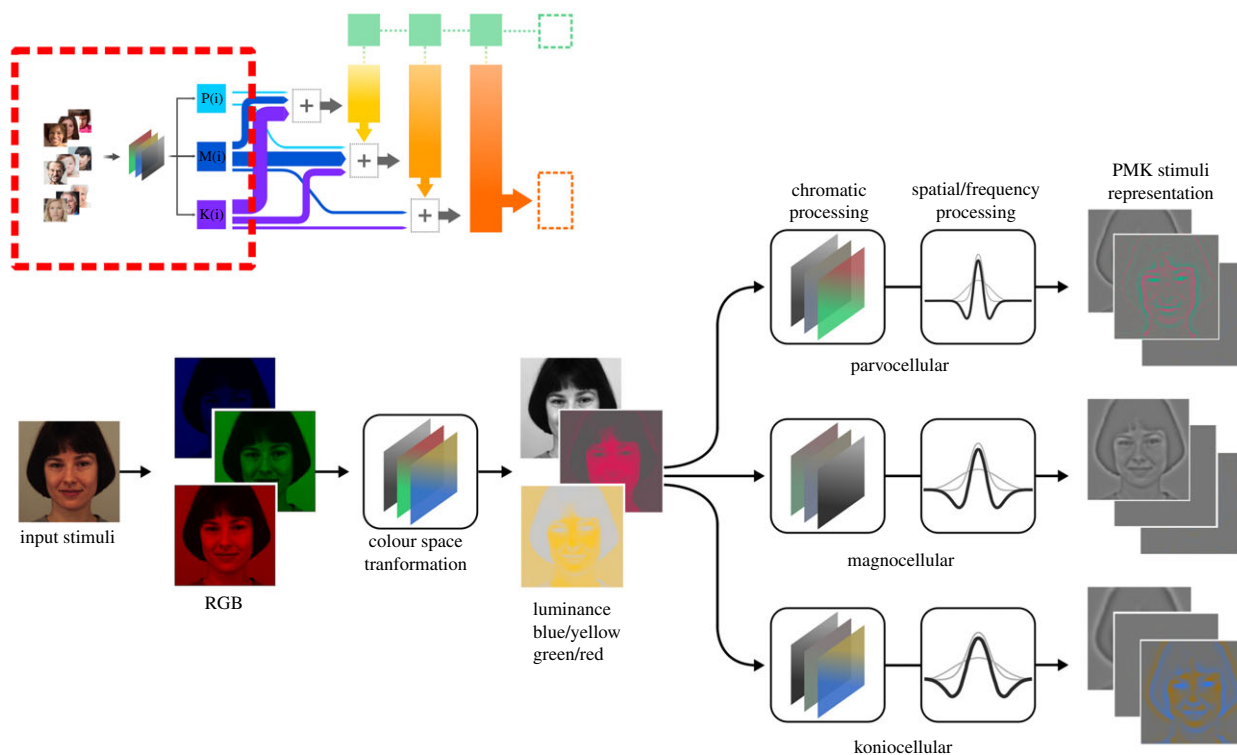 P(i)
M(i)
K(i)
+
+
+
input stimuli
RGB
colour space
tranformation
luminance
blue/yellow
green/red
chromatic
processing
spatial/frequency
processing
PMK stimuli
representation
parvocellular
magnocellular
koniocellular